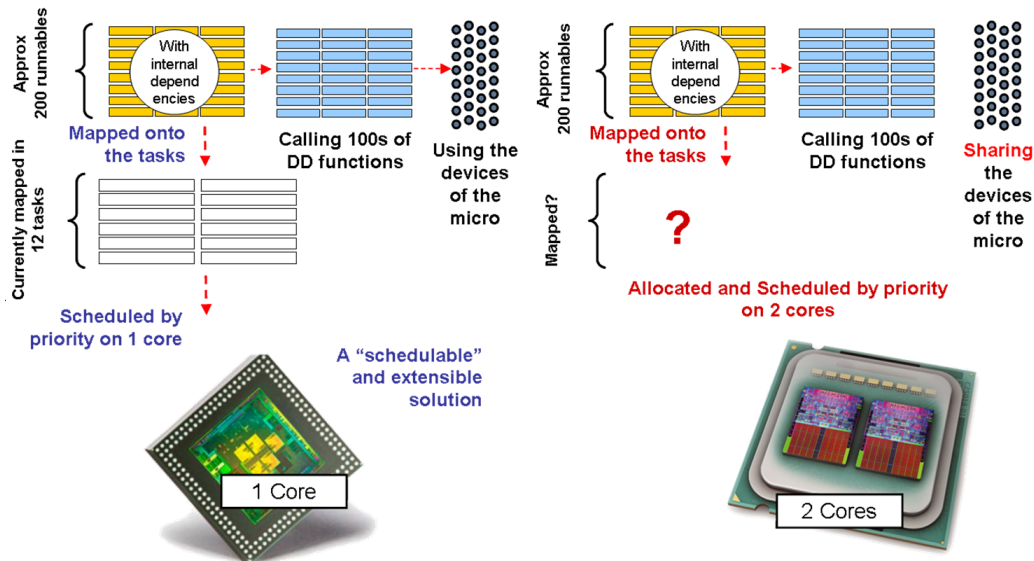 Approx
200 runnables
With
internal
depend
encies
Mapped onto
the tasks
Calling 100s of
DD functions
Using the
devices
of the
micro
Currently mapped in
12 tasks
Scheduled by
priority on 1 core
A “schedulable”
and extensible
solution
1 Core
Approx
200 runnables
With
internal
depend
encies
Mapped onto
the tasks
Calling 100s of
DD functions
Sharing
the
devices
of the
micro
Mapped?
?
Allocated and Scheduled by priority
on 2 cores
2 Cores